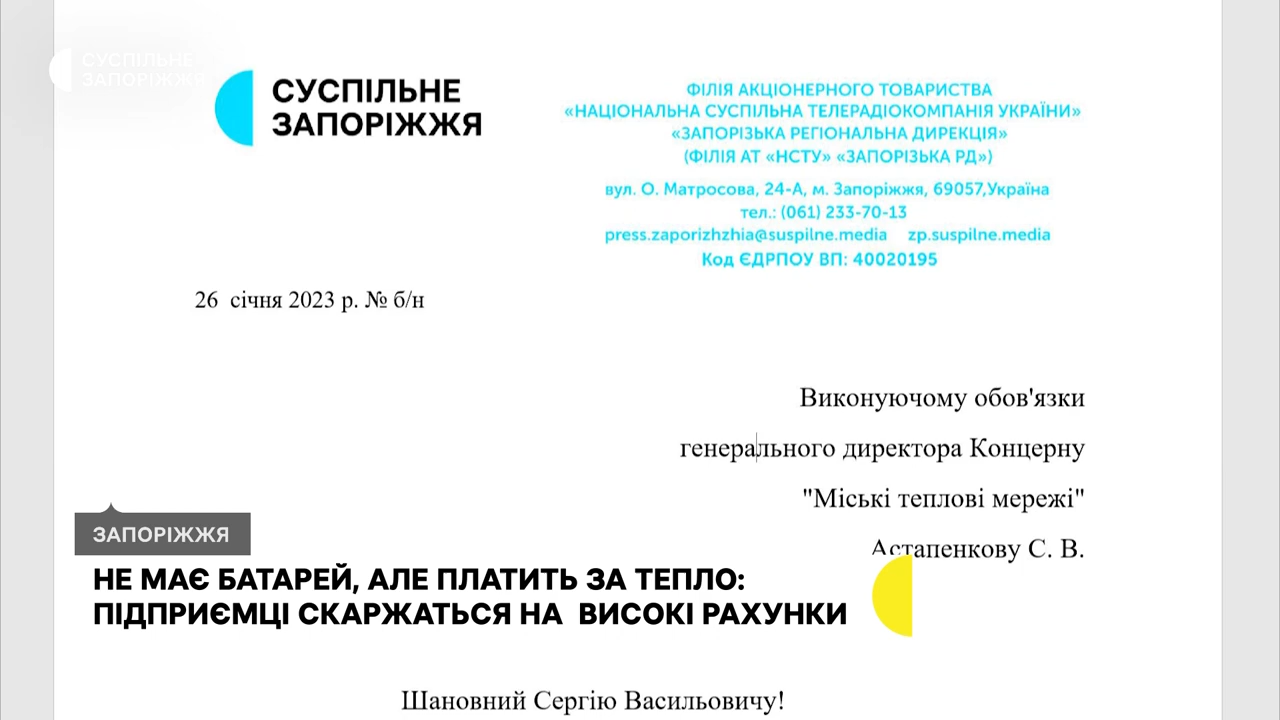 СУСПІЛЬНЕ
ЗАПОРІЖЖЯ
СУСПІЛЬНЕ
ЗАПОРІЖЖЯ
ФІЛІЯ АКЦІОНЕРНОГО ТОВАРИСТВА
«НАЦІОНАЛЬНА СУСПІЛЬНА ТЕЛЕРАДІОКОМПАНІЯ УКРАЇНИ»
«ЗАПОРІЗЬКА РЕГІОНАЛЬНА ДИРЕКЦІЯ»
(ФІЛІЯ АТ «НСТУ» «ЗАПОРІЗЬКА РД»)
вул. О. Матросова, 24-А, м. Запоріжжя, 69057,Україна
тел.: (061) 233-70-13
press.zaporizhzhia@suspilne.media zp.suspilne.media
Код ЄДРПОУ ВП: 40020195
26 січня 2023 р. № б/н
Виконуючому обов'язки
генерального директора Концерну
"Міські теплові мережі"
Астапенкову С. В.
ЗАПОРІЖЖЯ
НЕ МАЄ БАТАРЕЙ, АЛЕ ПЛАТИТЬ ЗА ТЕПЛО:
ПІДПРИЄМЦІ СКАРЖАТЬСЯ НА ВИСОКІ РАХУНКИ
Шановний Сергію Васильовичу!